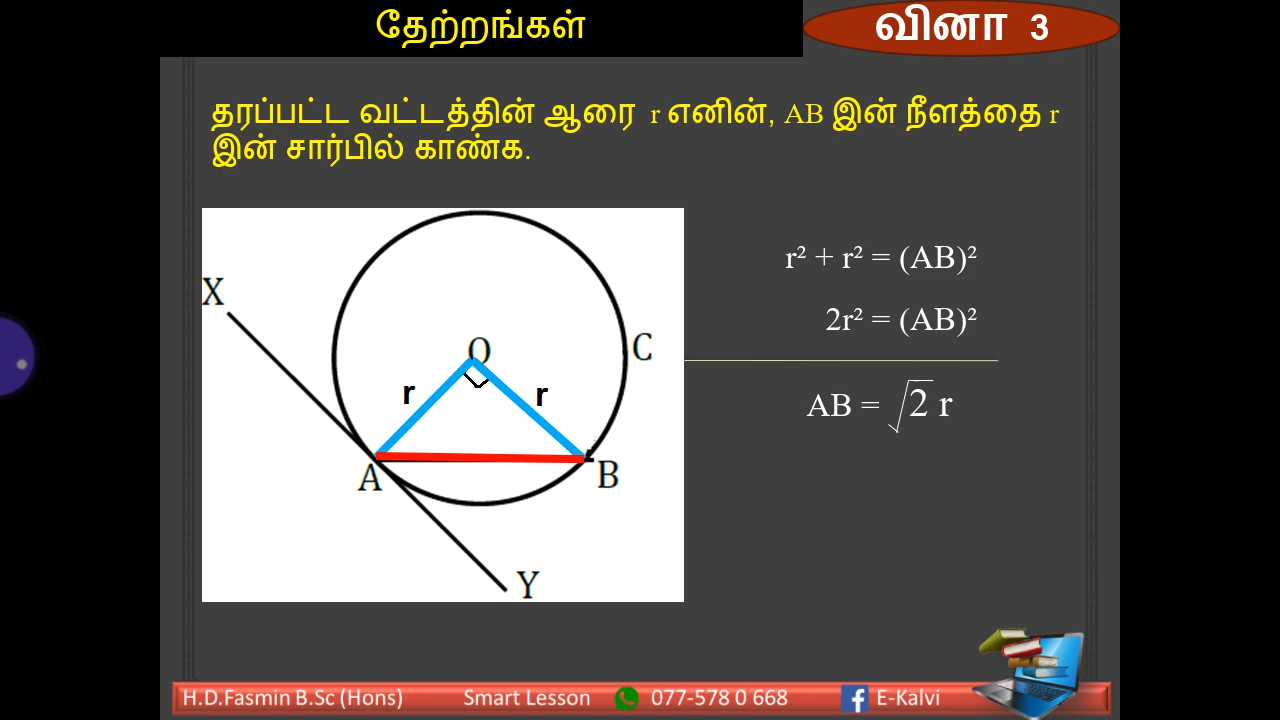 தேற்றங்கள்
வினா 3
தரப்பட்ட வட்டத்தின் ஆரை r எனின், AB இன் நீளத்தை r
இன் சார்பில் காண்க.
r² + r² = (AB)²
X
2r² = (AB)²
O
C
r
r
AB = √2 r
A
B
Y
H.D.Fasmin B.Sc (Hons) Smart Lesson 077-578 0 668 f E-Kalvi